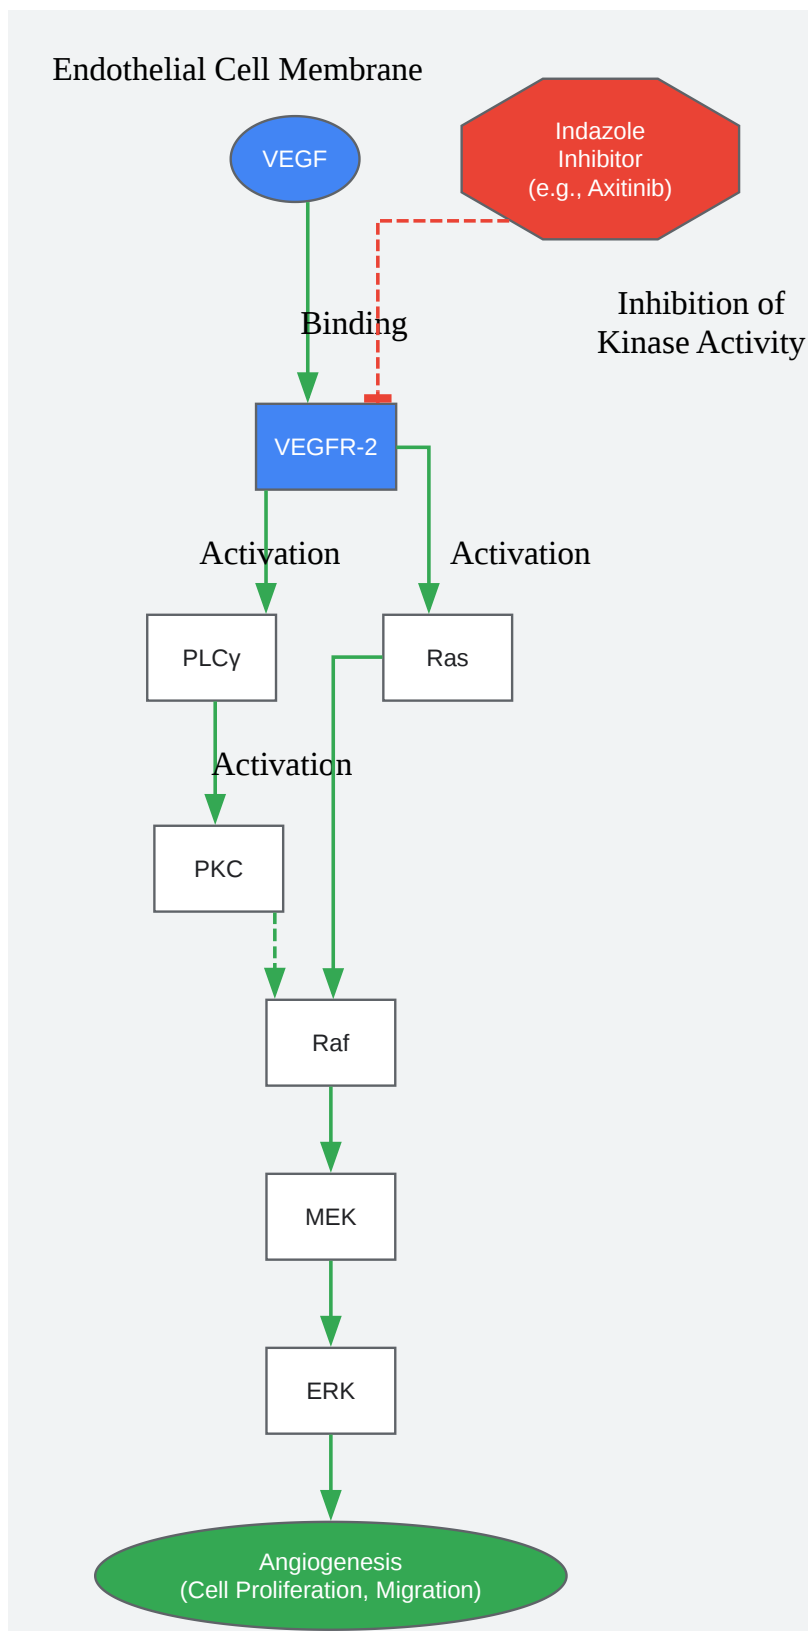 Endothelial Cell Membrane
VEGF
Indazole
Inhibitor
(e.g., Axitinib)
Inhibition of
Kinase Activity
Binding
VEGFR-2
Activation
Activation
PLCγ
Ras
Activation
PKC
Raf
MEK
ERK
Angiogenesis
(Cell Proliferation, Migration)